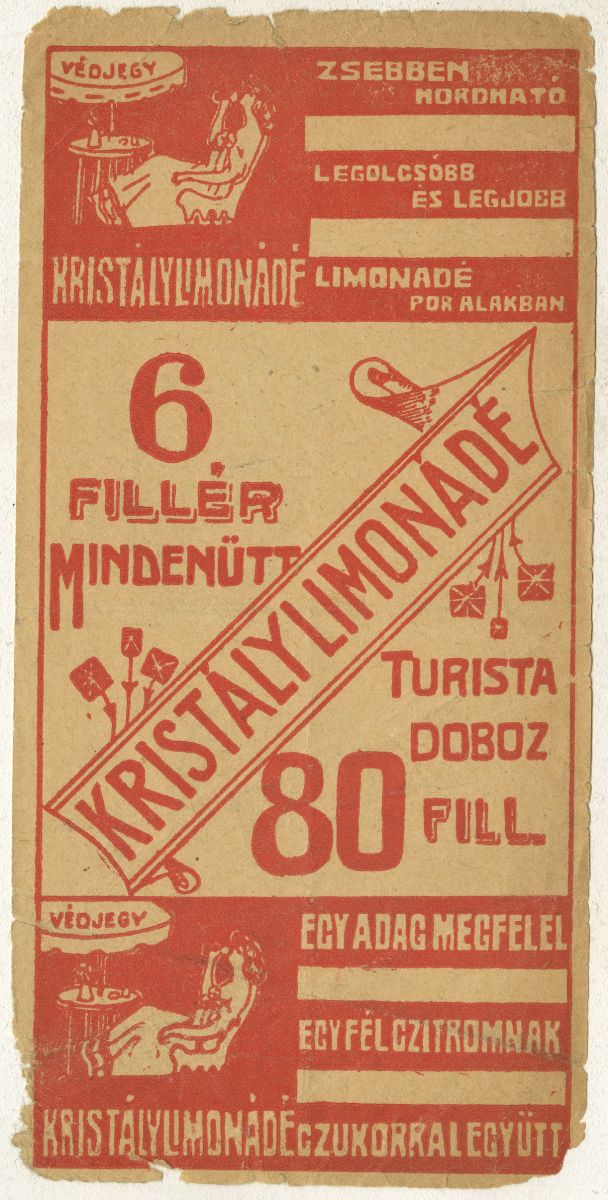 VÉDJEGY
KRISTÁLYLIMONÁDÉ
ZSEBBEN
HORDHATÓ
LEGOLCSÓBB
ÉS LEGJOBB
LIMONADÉ
POR ALAKBAN
6
FILLÉR
MINDENÜTT
KRISTÁLYLIMONÁDÉ
TURISTA
DOBOZ
80 FILL.
VÉDJEGY
EGY ADAG MEGFELEL
EGY FÉL CZITROMNAK
KRISTÁLYLIMONÁDÉ CZUKORRAL EGYÜTT